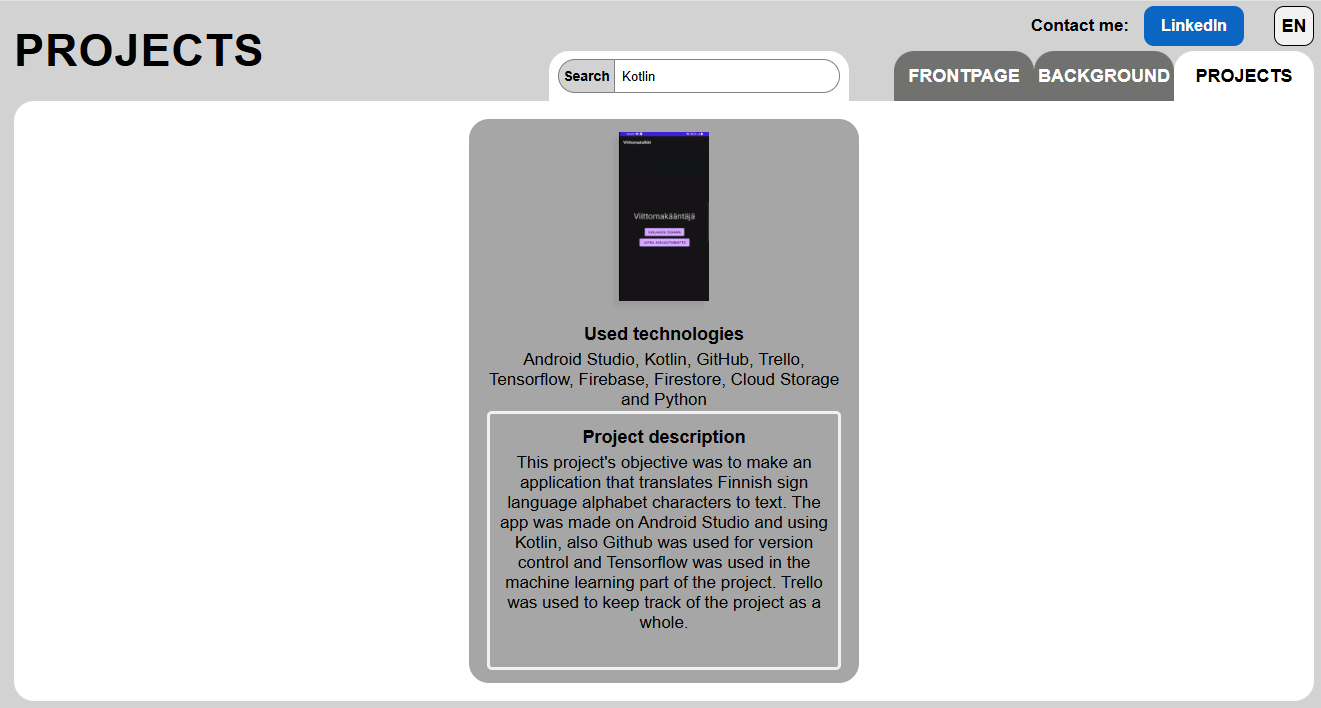 Contact me:
LinkedIn
EN
PROJECTS
Search
Kotlin
FRONTPAGE
BACKGROUND
PROJECTS
Viittomakääntäjä
Used technologies
Android Studio, Kotlin, GitHub, Trello,
Tensorflow, Firebase, Firestore, Cloud Storage
and Python
Project description
This project's objective was to make an
application that translates Finnish sign
language alphabet characters to text. The
app was made on Android Studio and using
Kotlin, also Github was used for version
control and Tensorflow was used in the
machine learning part of the project. Trello
was used to keep track of the project as a
whole.